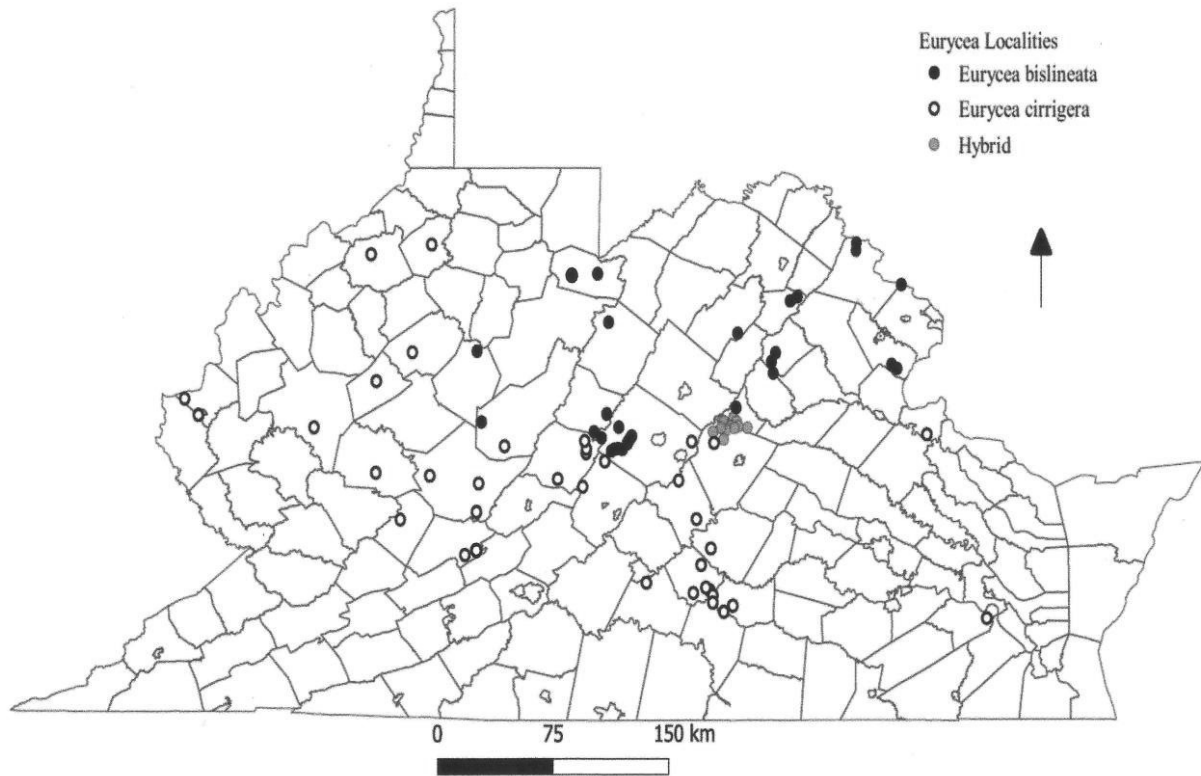 Eurycea Localities
Eurycea bislineata
Eurycea cirrigera
Hybrid
0 75 150 km